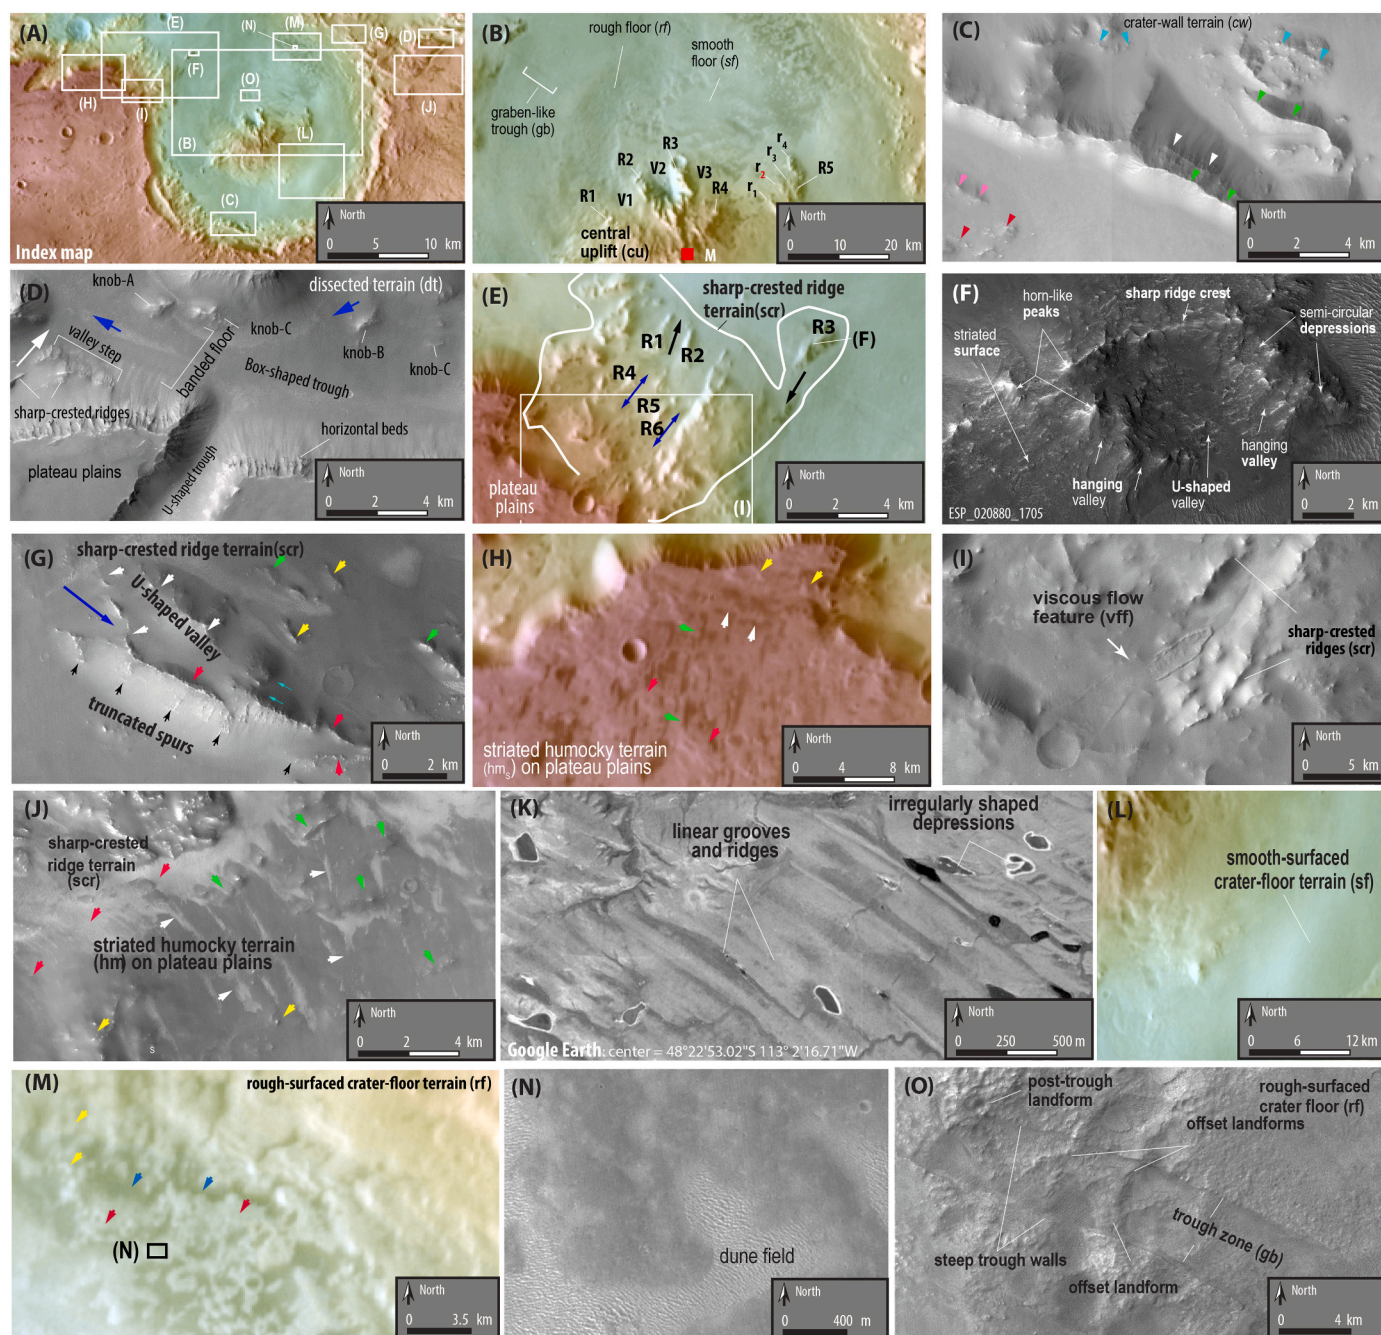 (A)
(E)
(N)
(M)
(G)
(D)
(F)
(H)
(I)
(O)
(J)
(B)
(L)
(C)
North
0 5 10 km
Index map
(B)
rough floor (rf)
smooth
floor (sf)
graben-like
trough (gb)
R3
R2
V2
V3
R1
V1
R4
r4
r3
r2
r1
R5
central
uplift (cu)
M
North
0 10 20 km
(C)
crater-wall terrain (cw)
North
0 2 4 km
(D)
knob-A
dissected terrain (dt)
valley step
banded floor
knob-C
knob-B
knob-C
Box-shaped trough
sharp-crested ridges
horizontal beds
plateau plains
U-shaped trough
North
0 2 4 km
(E)
sharp-crested ridge
terrain(scr)
R1
R2
R3
(F)
R4
R5
R6
plateau
plains
(I)
North
0 2 4 km
(F)
horn-like
peaks
sharp ridge crest
semi-circular
depressions
striated
surface
hanging
valley
hanging
valley
U-shaped
valley
ESP_020880_1705
North
0 2 km
(G)
sharp-crested ridge terrain(scr)
U-shaped valley
truncated spurs
North
0 2 km
(H)
striated humocky terrain
(hms) on plateau plains
North
0 4 8 km
(I)
viscous flow
feature (vff)
sharp-crested
ridges (scr)
North
0 5 km
(J)
sharp-crested
ridge terrain
(scr)
striated humocky terrain
(hm) on plateau plains
s
North
0 2 4 km
(K)
linear grooves
and ridges
irregularly shaped
depressions
Google Earth: center = 48°22'53.02"S 113° 2'16.71"W
North
0 250 500 m
(L)
smooth-surfaced
crater-floor terrain (sf)
North
0 6 12 km
(M)
rough-surfaced crater-floor terrain (rf)
(N)
North
0 3.5 km
(N)
dune field
North
0 400 m
(O)
post-trough
landform
rough-surfaced
crater floor (rf)
offset landforms
trough zone (gb)
steep trough walls
offset landform
North
0 4 km